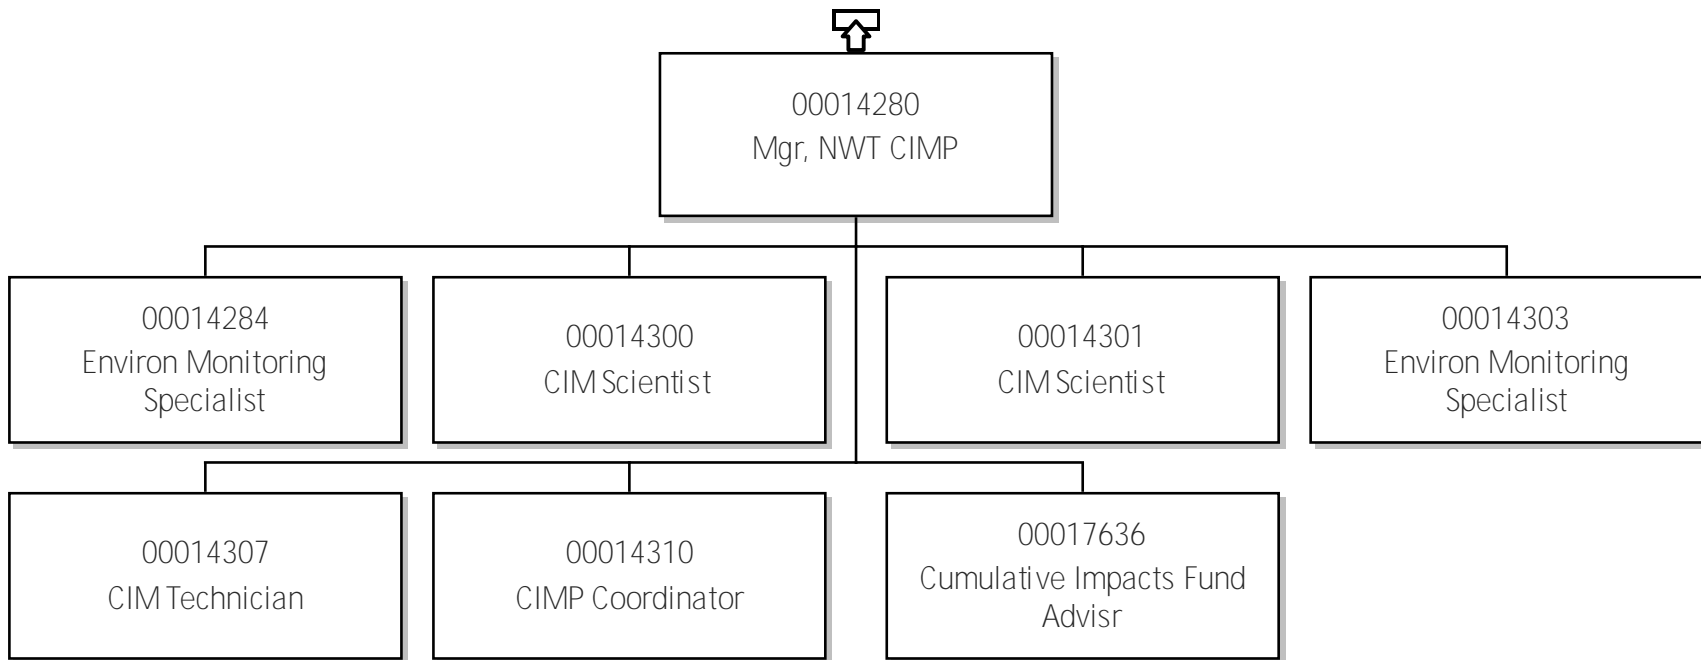 00014280
Mgr, NWT CIMP
00014284
Environ Monitoring
Specialist
00014300
CIM Scientist
00014301
CIM Scientist
00014303
Environ Monitoring
Specialist
00014307
CIM Technician
00014310
CIMP Coordinator
00017636
Cumulative Impacts Fund
Advisr